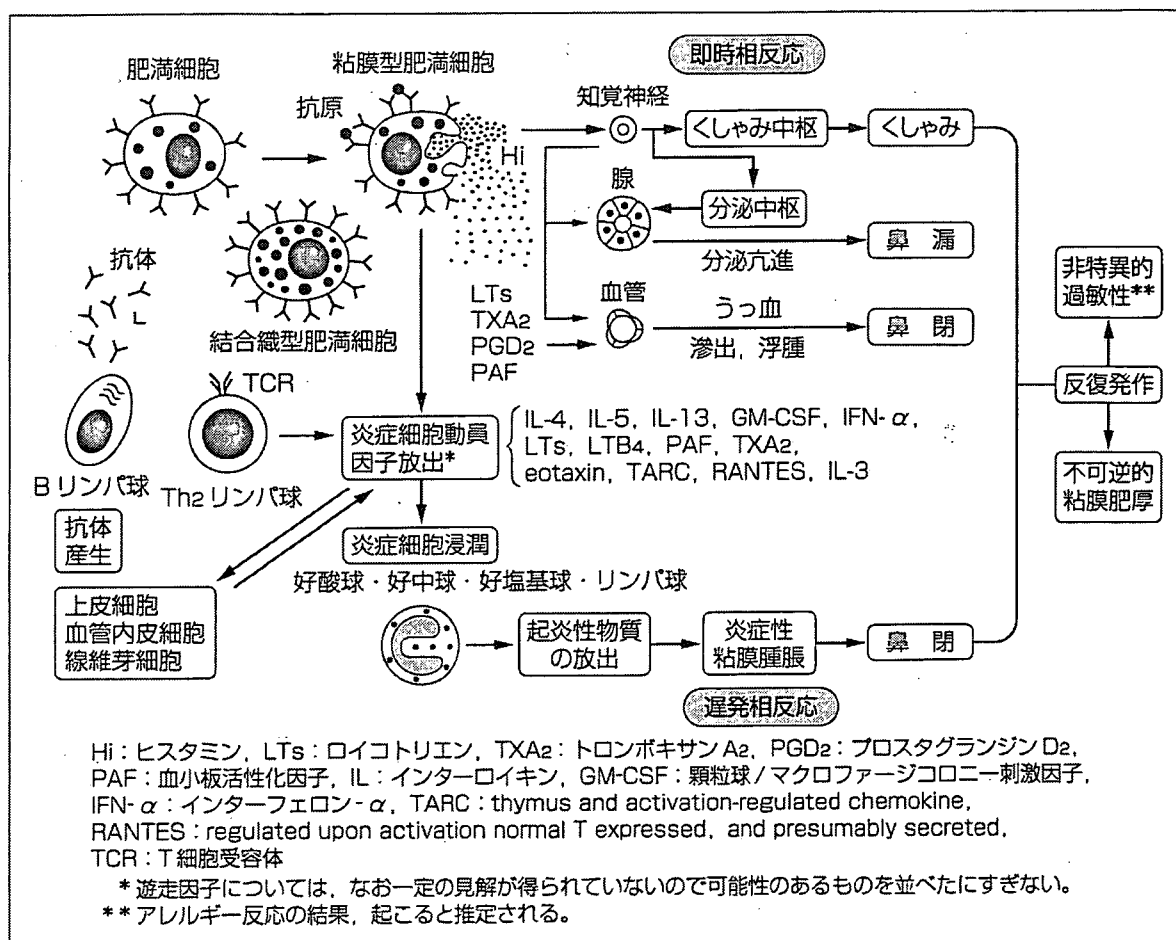 即時相反応
肥満細胞
粘膜型肥満細胞
抗原
Hi
知覚神経
くしゃみ中枢
くしゃみ
腺
分泌中枢
分泌亢進
鼻 漏
抗体
結合織型肥満細胞
LTs
TXA2
PGD2
PAF
血管
うっ血
滲出，浮腫
鼻 閉
非特異的
過敏性**
反復発作
不可逆的
粘膜肥厚
TCR
Bリンパ球
Th2リンパ球
抗体
産生
炎症細胞動員
因子放出*
IL-4，IL-5，IL-13，GM-CSF，IFN-α，
LTs，LTB4，PAF，TXA2，
eotaxin，TARC，RANTES，IL-3
炎症細胞浸潤
好酸球・好中球・好塩基球・リンパ球
上皮細胞
血管内皮細胞
線維芽細胞
起炎性物質
の放出
炎症性
粘膜腫脹
鼻 閉
遅発相反応
Hi：ヒスタミン，LTs：ロイコトリエン，TXA2：トロンボキサンA2，PGD2：プロスタグランジンD2，
PAF：血小板活性化因子，IL：インターロイキン，GM-CSF：顆粒球/マクロファージコロニー刺激因子，
IFN-α：インターフェロン-α，TARC：thymus and activation-regulated chemokine，
RANTES：regulated upon activation normal T expressed，and presumably secreted，
TCR：T細胞受容体
*遊走因子については，なお一定の見解が得られていないので可能性のあるものを並べたにすぎない。
**アレルギー反応の結果，起こると推定される。